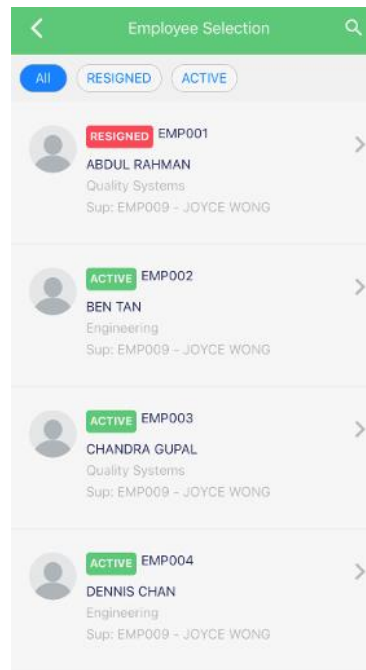 Employee Selection
All RESIGNED ACTIVE
RESIGNED EMP001
ABDUL RAHMAN
Quality Systems
Sup: EMP009 - JOYCE WONG
ACTIVE EMP002
BEN TAN
Engineering
Sup: EMP009 - JOYCE WONG
ACTIVE EMP003
CHANDRA GUPAL
Quality Systems
Sup: EMP009 - JOYCE WONG
ACTIVE EMP004
DENNIS CHAN
Engineering
Sup: EMP009 - JOYCE WONG